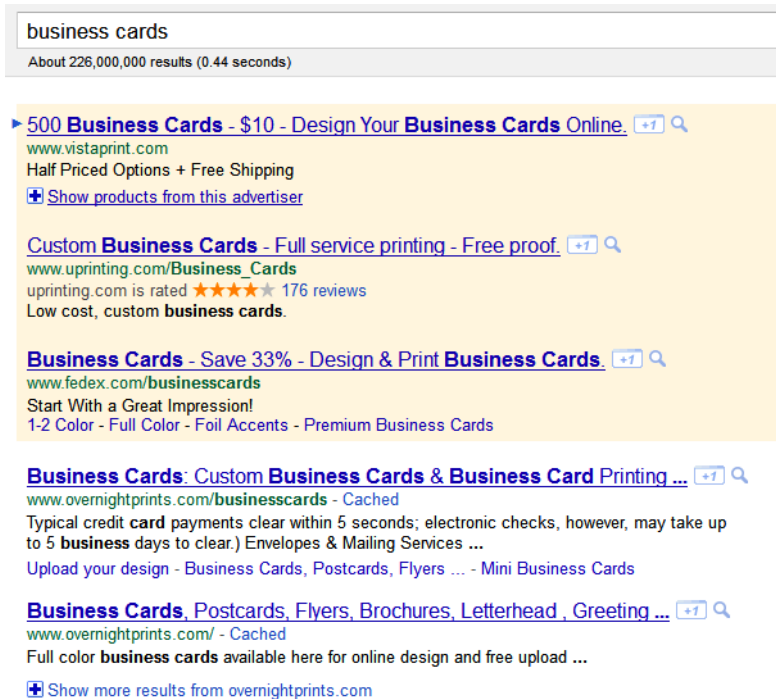 business cards
About 226,000,000 results (0.44 seconds)
500 Business Cards - $10 - Design Your Business Cards Online. +1
www.vistaprint.com
Half Priced Options + Free Shipping
Show products from this advertiser
Custom Business Cards - Full service printing - Free proof. +1
www.uprinting.com/Business_Cards
uprinting.com is rated ★★★★★ 176 reviews
Low cost, custom business cards.
Business Cards - Save 33% - Design & Print Business Cards. +1
www.fedex.com/businesscards
Start With a Great Impression!
1-2 Color - Full Color - Foil Accents - Premium Business Cards
Business Cards: Custom Business Cards & Business Card Printing ... +1
www.overnightprints.com/businesscards - Cached
Typical credit card payments clear within 5 seconds; electronic checks, however, may take up
to 5 business days to clear.) Envelopes & Mailing Services ...
Upload your design - Business Cards, Postcards, Flyers ... - Mini Business Cards
Business Cards, Postcards, Flyers, Brochures, Letterhead , Greeting ... +1
www.overnightprints.com/ - Cached
Full color business cards available here for online design and free upload ...
Show more results from overnightprints.com